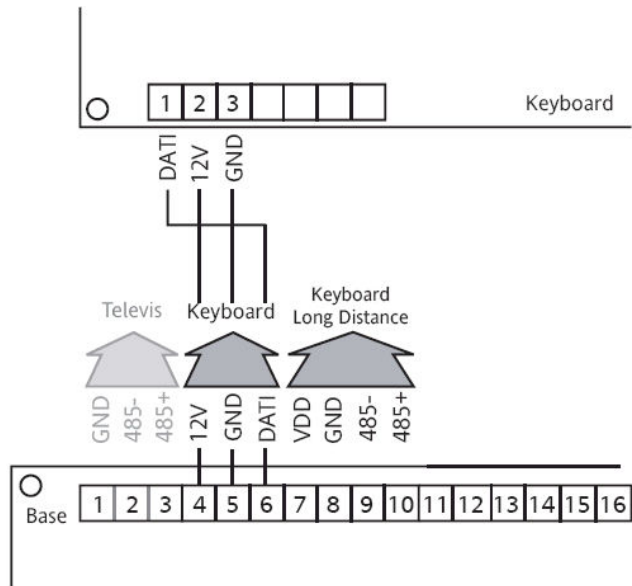 1 2 3
Keyboard
DATI 12V GND
Televis Keyboard Keyboard
Long Distance
GND 485- 485+ 12V GND DATI VDD GND 485- 485+
1 2 3 4 5 6 7 8 9 10 11 12 13 14 15 16
Base